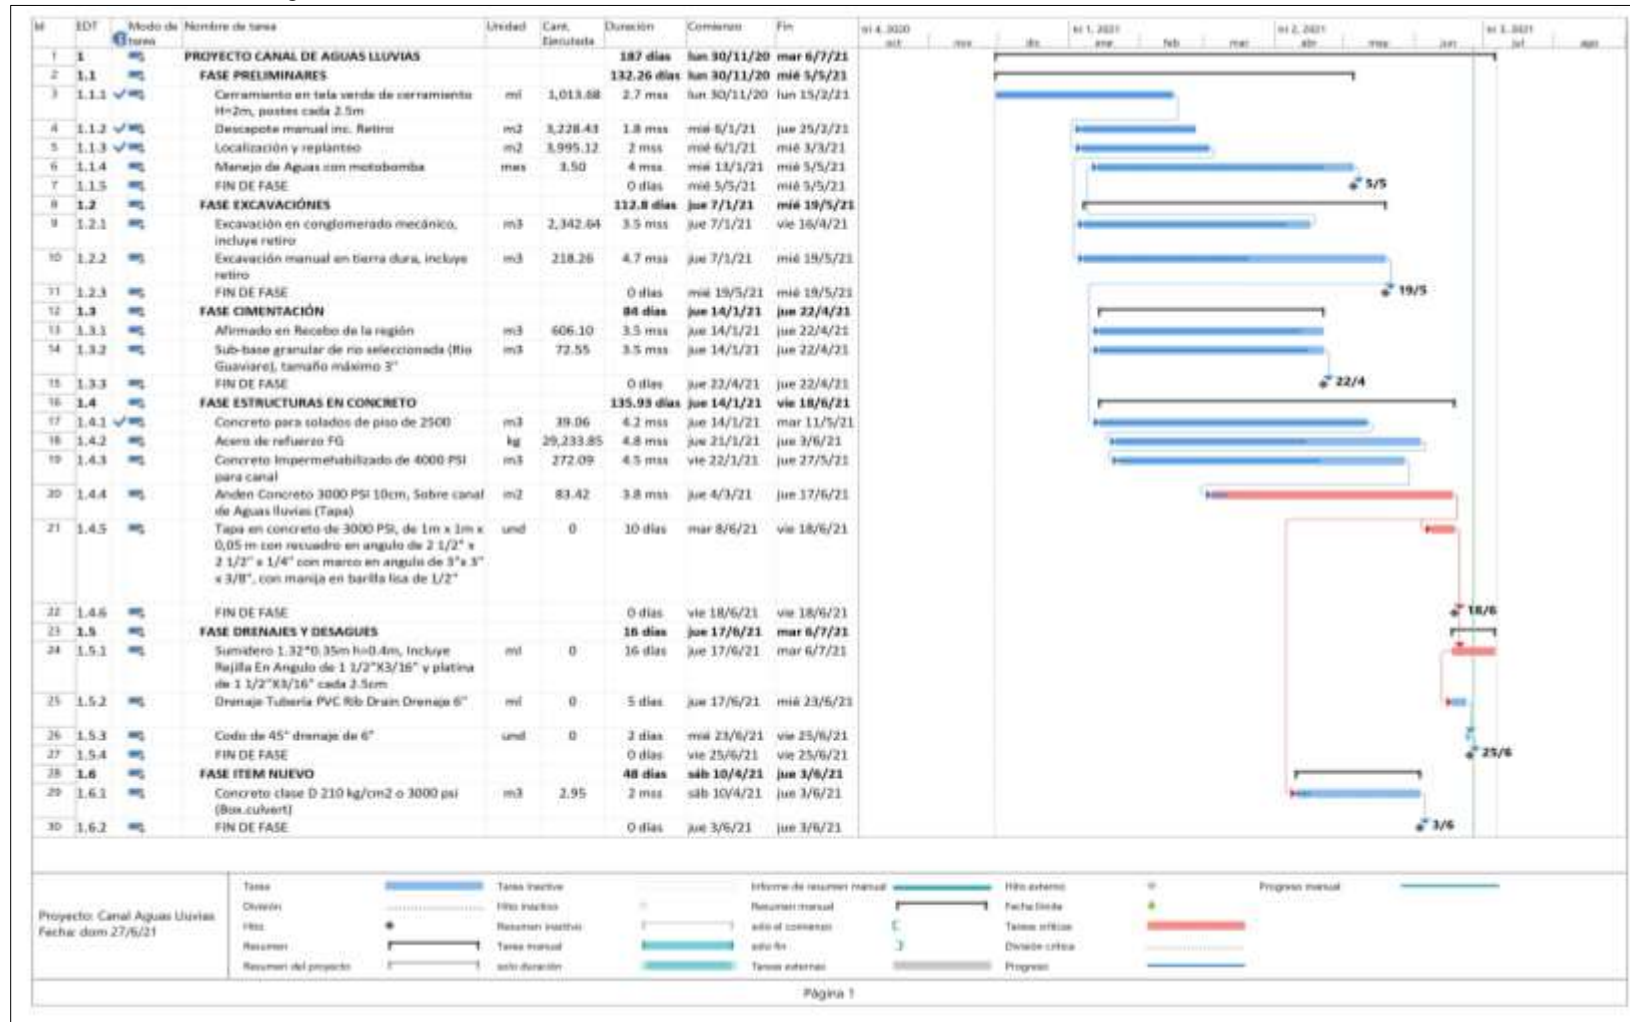 Id EDT Modo de tarea Nombre de tarea Unidad Cant. Ejecutada Duración Comienzo Fin
tri 4, 2020 tri 1, 2021 tri 2, 2021 tri 3, 2021
oct nov dic ene feb mar abr may jun jul ago
1 1 PROYECTO CANAL DE AGUAS LLUVIAS 187 días lun 30/11/20 mar 6/7/21
2 1.1 FASE PRELIMINARES 132.26 días lun 30/11/20 mié 5/5/21
3 1.1.1 Cerramiento en tela verde de cerramiento ml 1,013.68 2.7 mss lun 30/11/20 lun 15/2/21
H=2m, postes cada 2.5m
4 1.1.2 Descapote manual inc. Retiro m2 3,228.43 1.8 mss mié 6/1/21 jue 25/2/21
5 1.1.3 Localización y replanteo m2 3,995.12 2 mss mié 6/1/21 mié 3/3/21
6 1.1.4 Manejo de Aguas con motobomba mes 3.50 4 mss mié 13/1/21 mié 5/5/21
7 1.1.5 FIN DE FASE 0 días mié 5/5/21 mié 5/5/21 5/5
8 1.2 FASE EXCAVACIÓNES 112.8 días jue 7/1/21 mié 19/5/21
9 1.2.1 Excavación en conglomerado mecánico, m3 2,342.64 3.5 mss jue 7/1/21 vie 16/4/21
incluye retiro
10 1.2.2 Excavación manual en tierra dura, incluye m3 218.26 4.7 mss jue 7/1/21 mié 19/5/21
retiro
11 1.2.3 FIN DE FASE 0 días mié 19/5/21 mié 19/5/21 19/5
12 1.3 FASE CIMENTACIÓN 84 días jue 14/1/21 jue 22/4/21
13 1.3.1 Afirmado en Recebo de la región m3 606.10 3.5 mss jue 14/1/21 jue 22/4/21
14 1.3.2 Sub-base granular de rio seleccionada (Rio m3 72.55 3.5 mss jue 14/1/21 jue 22/4/21
Guaviare), tamaño máximo 3"
15 1.3.3 FIN DE FASE 0 días jue 22/4/21 jue 22/4/21 22/4
16 1.4 FASE ESTRUCTURAS EN CONCRETO 135.93 días jue 14/1/21 vie 18/6/21
17 1.4.1 Concreto para solados de piso de 2500 m3 39.06 4.2 mss jue 14/1/21 mar 11/5/21
18 1.4.2 Acero de refuerzo FG kg 29,233.85 4.8 mss jue 21/1/21 jue 3/6/21
19 1.4.3 Concreto Impermehabilizado de 4000 PSI m3 272.09 4.5 mss vie 22/1/21 jue 27/5/21
para canal
20 1.4.4 Anden Concreto 3000 PSI 10cm, Sobre canal m2 83.42 3.8 mss jue 4/3/21 jue 17/6/21
de Aguas lluvias (Tapa)
21 1.4.5 Tapa en concreto de 3000 PSI, de 1m x 1m x und 0 10 días mar 8/6/21 vie 18/6/21
0,05 m con recuadro en angulo de 2 1/2" x
2 1/2" x 1/4" con marco en angulo de 3"x 3"
x 3/8", con manija en barilla lisa de 1/2"
22 1.4.6 FIN DE FASE 0 días vie 18/6/21 vie 18/6/21 18/6
23 1.5 FASE DRENAJES Y DESAGUES 16 días jue 17/6/21 mar 6/7/21
24 1.5.1 Sumidero 1.32*0.35m h=0.4m, Incluye ml 0 16 días jue 17/6/21 mar 6/7/21
Rejilla En Angulo de 1 1/2"X3/16" y platina
de 1 1/2"X3/16" cada 2.5cm
25 1.5.2 Drenaje Tubería PVC Rib Drain Drenaje 6" ml 0 5 días jue 17/6/21 mié 23/6/21
26 1.5.3 Codo de 45° drenaje de 6" und 0 2 días mié 23/6/21 vie 25/6/21
27 1.5.4 FIN DE FASE 0 días vie 25/6/21 vie 25/6/21 25/6
28 1.6 FASE ITEM NUEVO 48 días sáb 10/4/21 jue 3/6/21
29 1.6.1 Concreto clase D 210 kg/cm2 o 3000 psi m3 2.95 2 mss sáb 10/4/21 jue 3/6/21
(Box.culvert)
30 1.6.2 FIN DE FASE 0 días jue 3/6/21 jue 3/6/21 3/6
Proyecto: Canal Aguas Lluvias
Fecha: dom 27/6/21
Tarea Tarea inactiva Informe de resumen manual Hito externo Progreso manual
División Hito inactivo Resumen manual Fecha límite
Hito Resumen inactivo solo el comienzo Tareas críticas
Resumen Tarea manual solo fin División crítica
Resumen del proyecto solo duración Tareas externas Progreso
Página 1